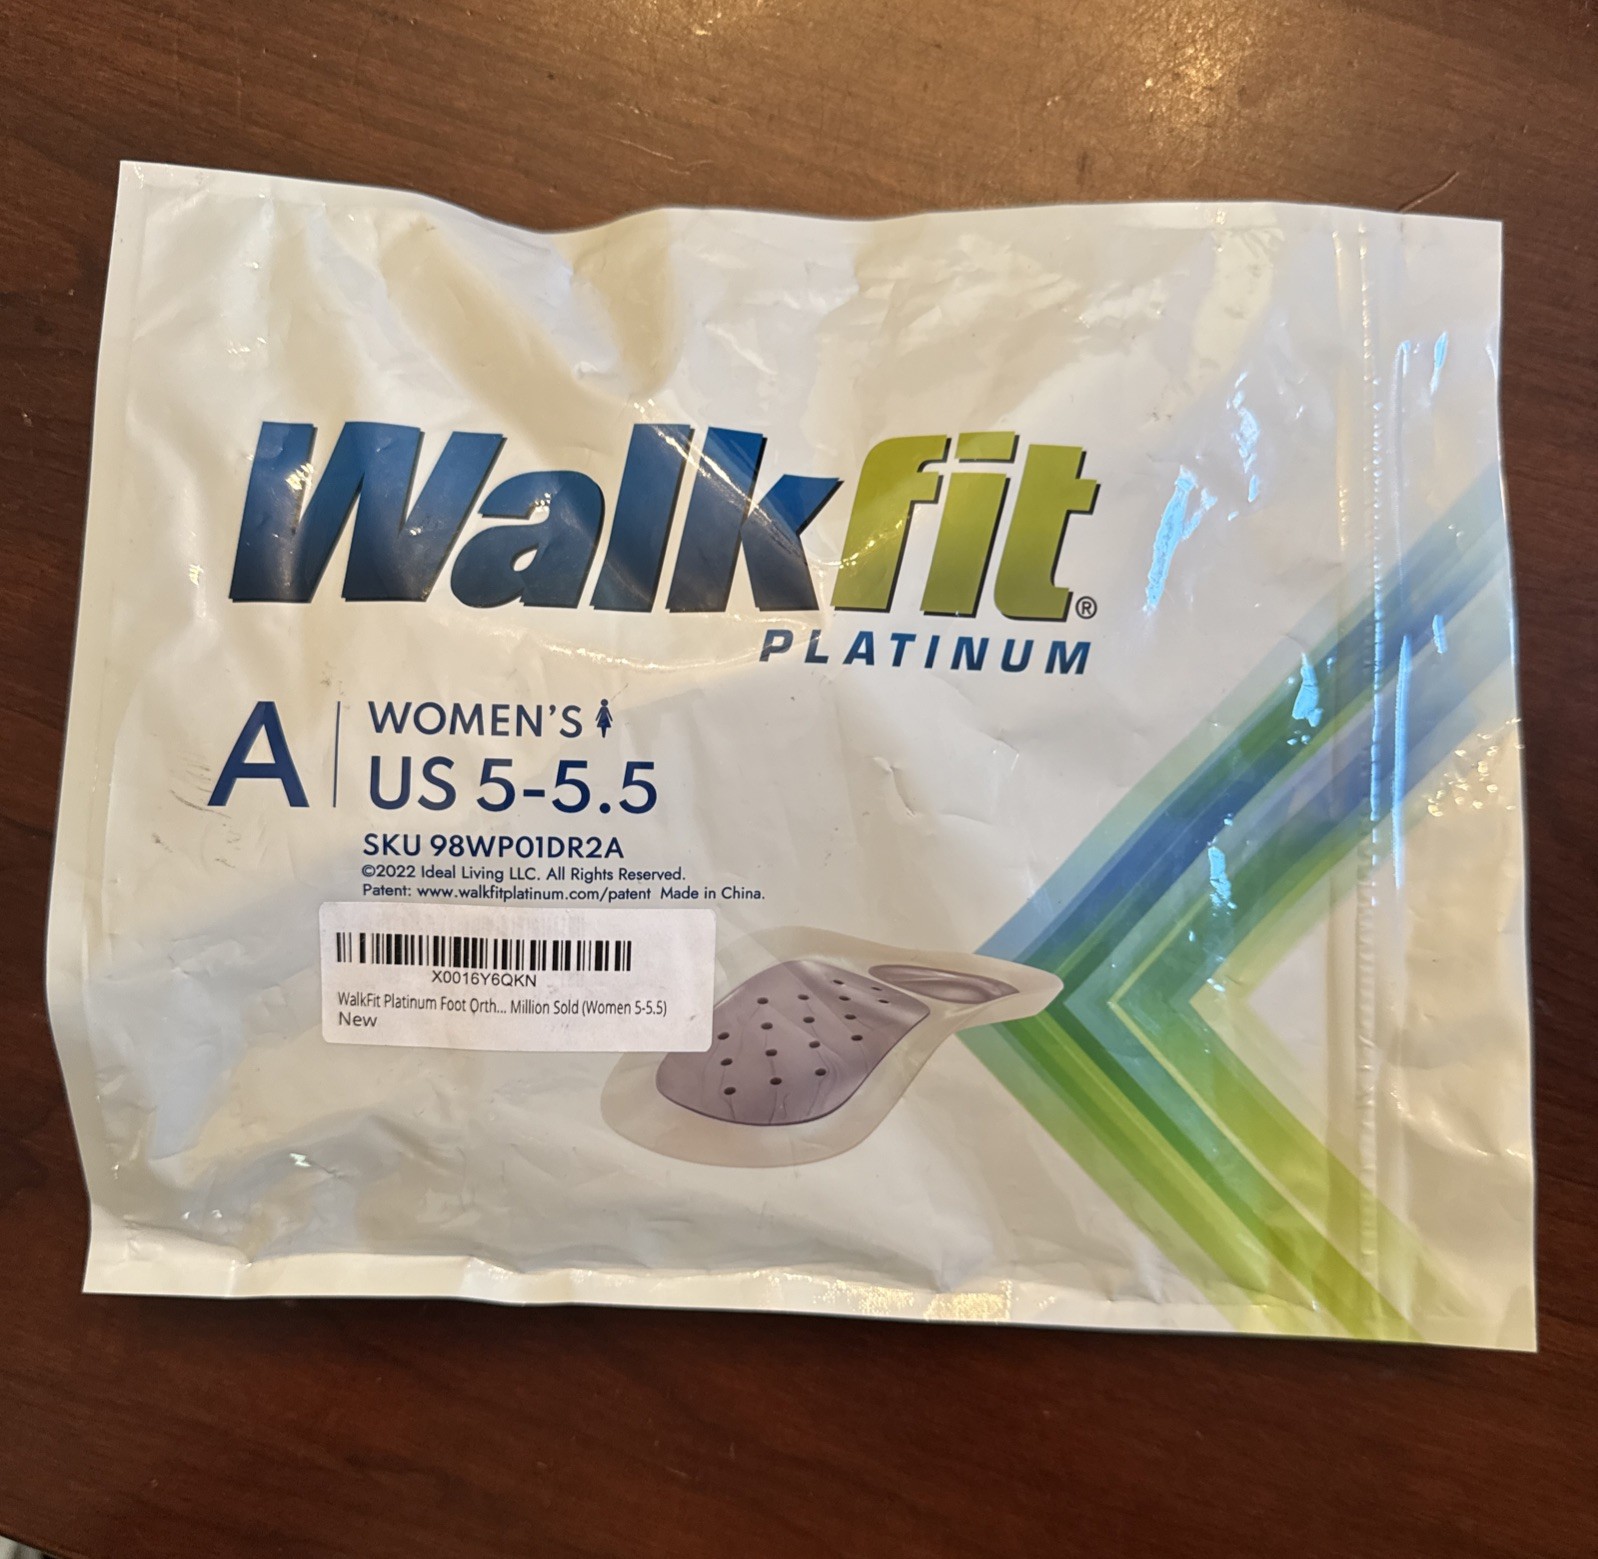 Walkfit®
PLATINUM
A
WOMEN'S
US 5-5.5
SKU 98WP01DR2A
©2022 Ideal Living LLC. All Rights Reserved.
Patent: www.walkfitplatinum.com/patent Made in China.
X0016Y6QKN
WalkFit Platinum Foot Orth... Million Sold (Women 5-5.5)
New